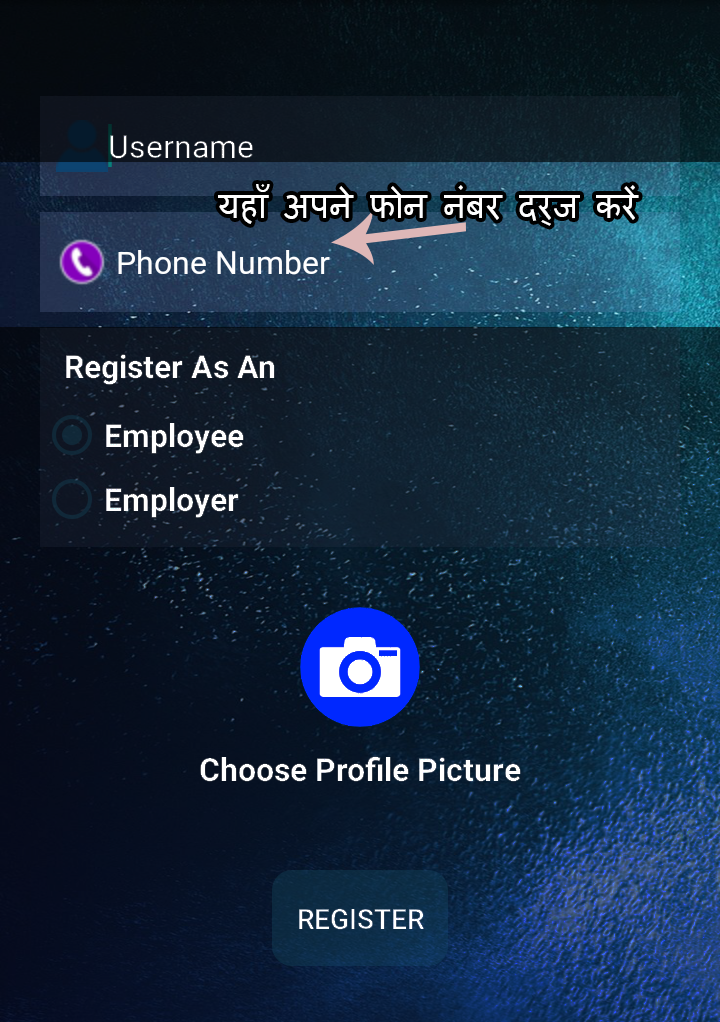 Username
यहाँ अपने फोन नंबर दर्ज करें
Phone Number
Register As An
Employee
Employer
Choose Profile Picture
REGISTER